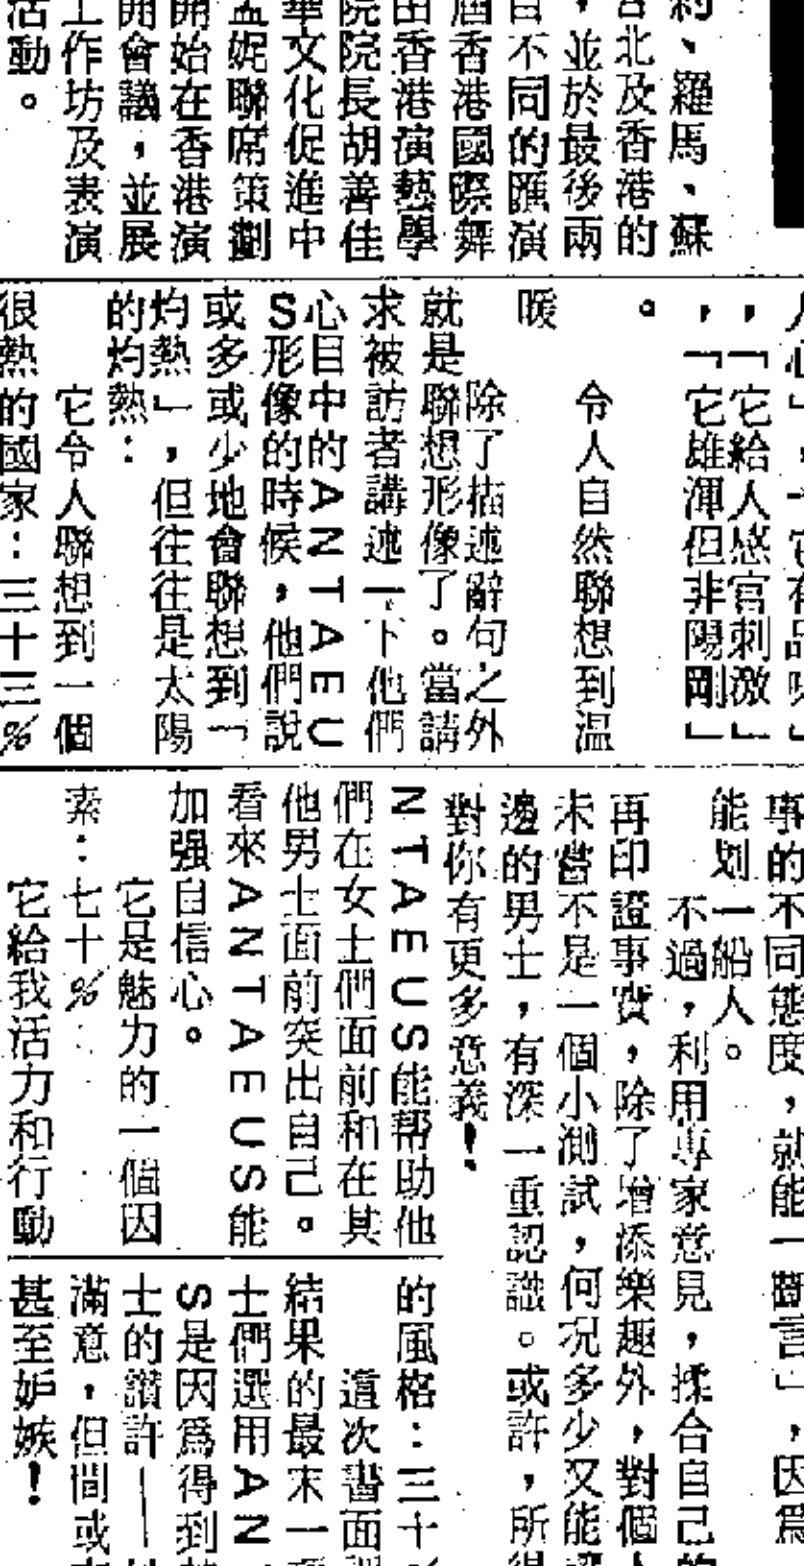 約、羅馬、蘇
台北及香港的
，並於最後兩
自不同的匯演
屆香港國際舞
由香港演藝學
院院長胡善佳
華文化促進中
孟妮聯席策劃
開始在香港演
開會議，並展
工作坊及表演
活動。
人心」，「它有品味」
，「它給人感官刺激」
，「它雄渾但非陽剛」
。
令人自然聯想到温
暖
除了描述辭句之外
就是聯想形像了。當請
求被訪者講述一下他們
心目中的ANTAEU
S形像的時候，他們說
或多或少地會聯想到「
灼熱」，但往往是太陽
的灼熱：
它令人聯想到一個
很熱的國家：三十三%
事的不同態度，就能一斷言」，因爲
能划一船人。
不過，利用專家意見，揉合自己的
再印證事實，除了增添樂趣外，對個
未嘗不是一個小測試，何况多少又能
邊的男士，有深一重認識。或許，所得
對你有更多意義！
NTAEUS能帮助他
們在女士們面前和在其
他男士面前突出自己。
看來ANTAEUS能
加强自信心。
它是魅力的一個因
素：七十%
它給我活力和行動
的風格：三十
這次書面
結果的最末一
士們選用AN
S是因爲得到
士的讚許—
滿意，但間或
甚至妒嫉！